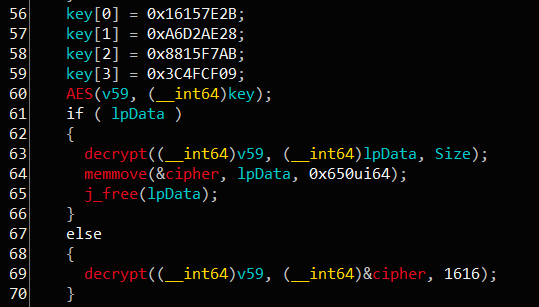 56 key[0] = 0x16157E2B;
57 key[1] = 0xA6D2AE28;
58 key[2] = 0x8815F7AB;
59 key[3] = 0x3C4FCF09;
60 AES(v59, (__int64)key);
61 if ( lpData )
62 {
63 decrypt((__int64)v59, (__int64)lpData, Size);
64 memmove(&cipher, lpData, 0x650ui64);
65 j_free(lpData);
66 }
67 else
68 {
69 decrypt((__int64)v59, (__int64)&cipher, 1616);
70 }